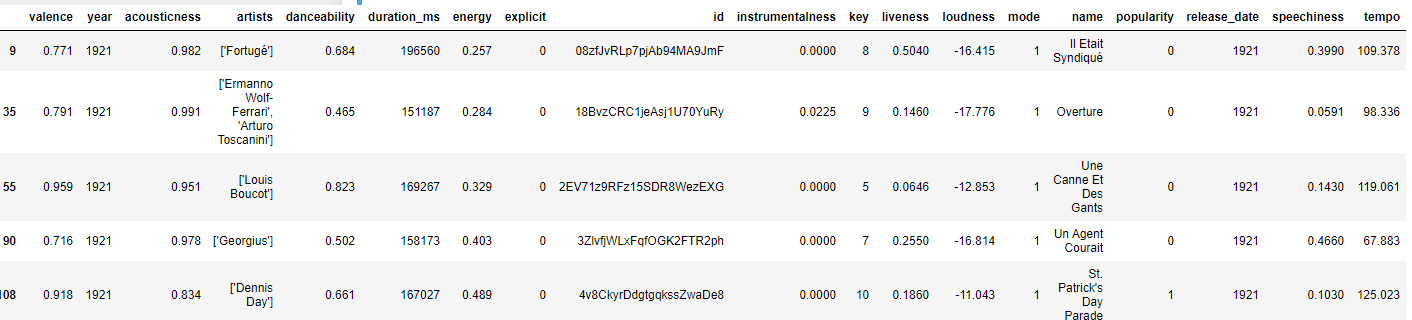 valence year acousticness artists danceability duration_ms energy explicit id instrumentalness key liveness loudness mode name popularity release_date speechiness tempo
9 0.771 1921 0.982 ['Fortugé'] 0.684 196560 0.257 0 08zfJvRLp7pjAb94MA9JmF 0.0000 8 0.5040 -16.415 1 Il Etait Syndiqué 0 1921 0.3990 109.378
35 0.791 1921 0.991 ['Ermanno Wolf-Ferrari', 'Arturo Toscanini'] 0.465 151187 0.284 0 18BvzCRC1jeAsj1U70YuRy 0.0225 9 0.1460 -17.776 1 Overture 0 1921 0.0591 98.336
55 0.959 1921 0.951 ['Louis Boucot'] 0.823 169267 0.329 0 2EV71z9RFz15SDR8WezEXG 0.0000 5 0.0646 -12.853 1 Une Canne Et Des Gants 0 1921 0.1430 119.061
90 0.716 1921 0.978 ['Georgius'] 0.502 158173 0.403 0 3ZIvfjWLxFqfOGK2FTR2ph 0.0000 7 0.2550 -16.814 1 Un Agent Courait 0 1921 0.4660 67.883
108 0.918 1921 0.834 ['Dennis Day'] 0.661 167027 0.489 0 4v8CkyrDdgtgqkssZwaDe8 0.0000 10 0.1860 -11.043 1 St. Patrick's Day Parade 1 1921 0.1030 125.023